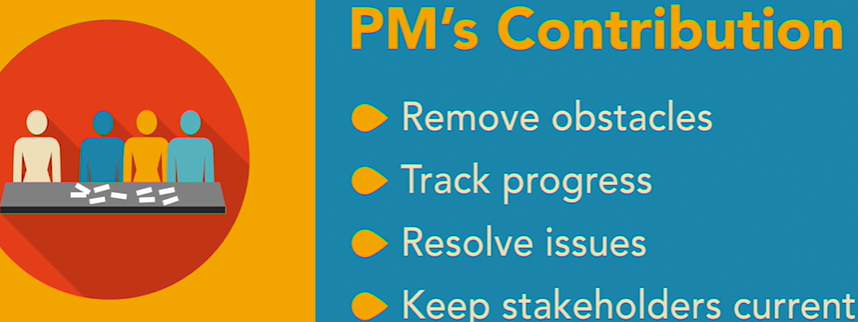 PM's Contribution
Remove obstacles
Track progress
Resolve issues
Keep stakeholders current